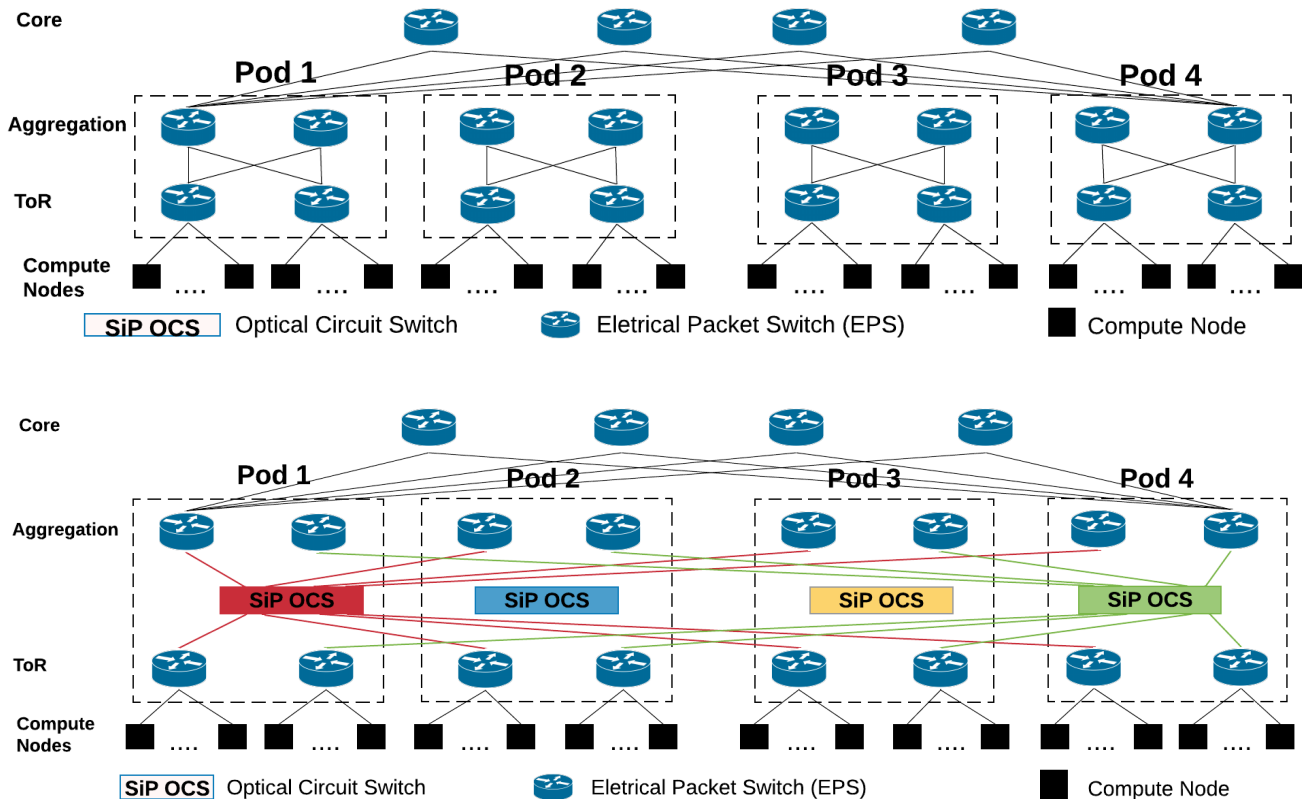 Core
Pod 1
Pod 2
Pod 3
Pod 4
Aggregation
ToR
Compute
Nodes
....
....
....
....
....
....
....
....
SiP OCS
Optical Circuit Switch
Eletrical Packet Switch (EPS)
Compute Node
Core
Pod 1
Pod 2
Pod 3
Pod 4
Aggregation
SiP OCS
SiP OCS
SiP OCS
SiP OCS
ToR
Compute
Nodes
....
....
....
....
....
....
....
....
SiP OCS
Optical Circuit Switch
Eletrical Packet Switch (EPS)
Compute Node